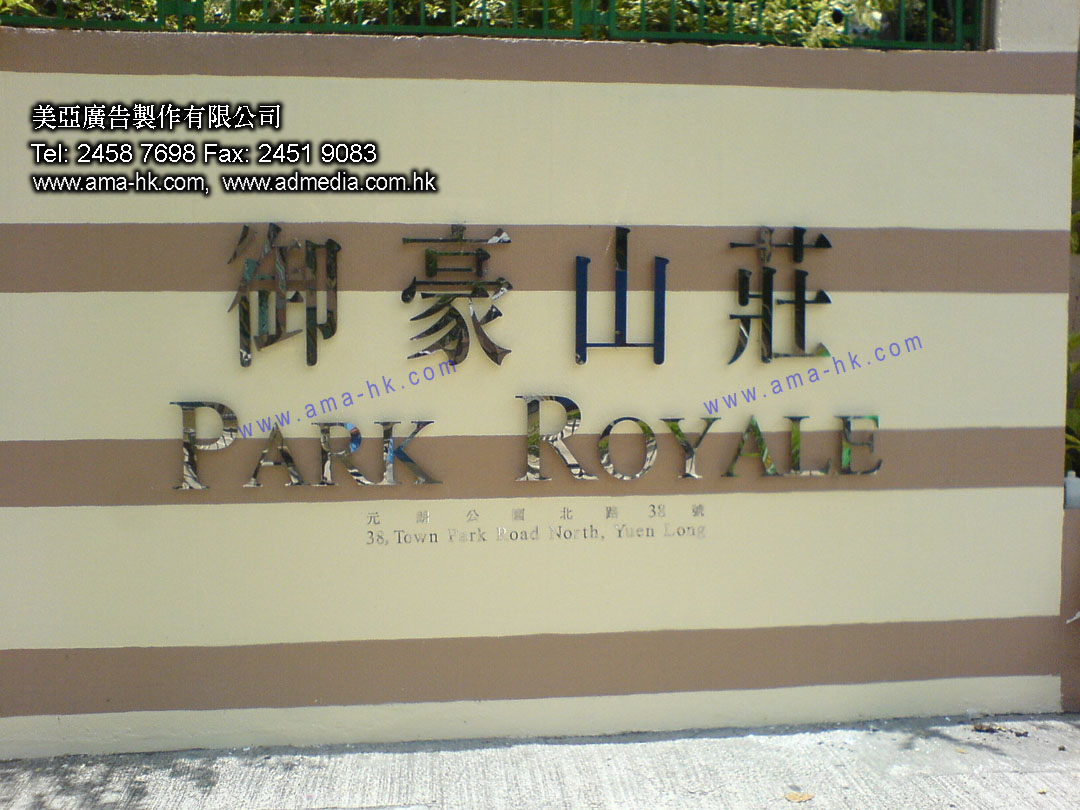 美亞廣告製作有限公司
Tel: 2458 7698 Fax: 2451 9083
www.ama-hk.com, www.admedia.com.hk
御豪山莊
www.ama-hk.com
www.ama-hk.com
PARK ROYALE
元朗公園北路38號
38, Town Park Road North, Yuen Long